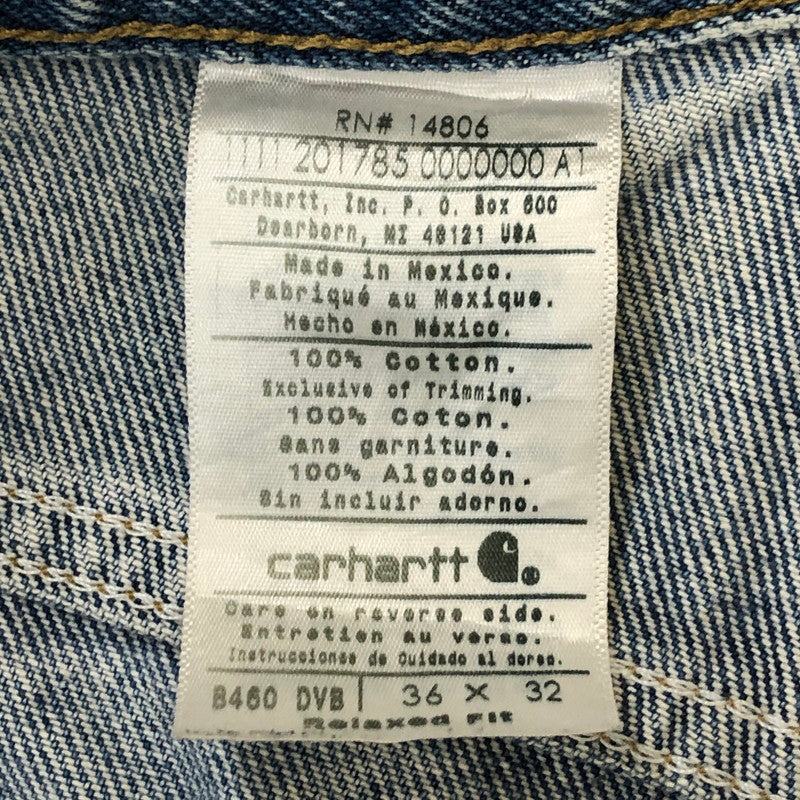 RN# 14806
1111 201785 0000000 A1
Carhartt, Inc. P. O. Box 600
Dearborn, MI 48121 USA
Made in Mexico.
Fabriqué au Mexique.
Hecho en México.
100% Cotton.
Exclusive of Trimming.
100% Coton.
Sans garniture.
100% Algodón.
Sin incluir adorno.
carhartt ®
Care on reverse side.
Entretien au verso.
Instrucciones de Cuidado al dorso.
B460 DVB 36 X 32
Relaxed Fit